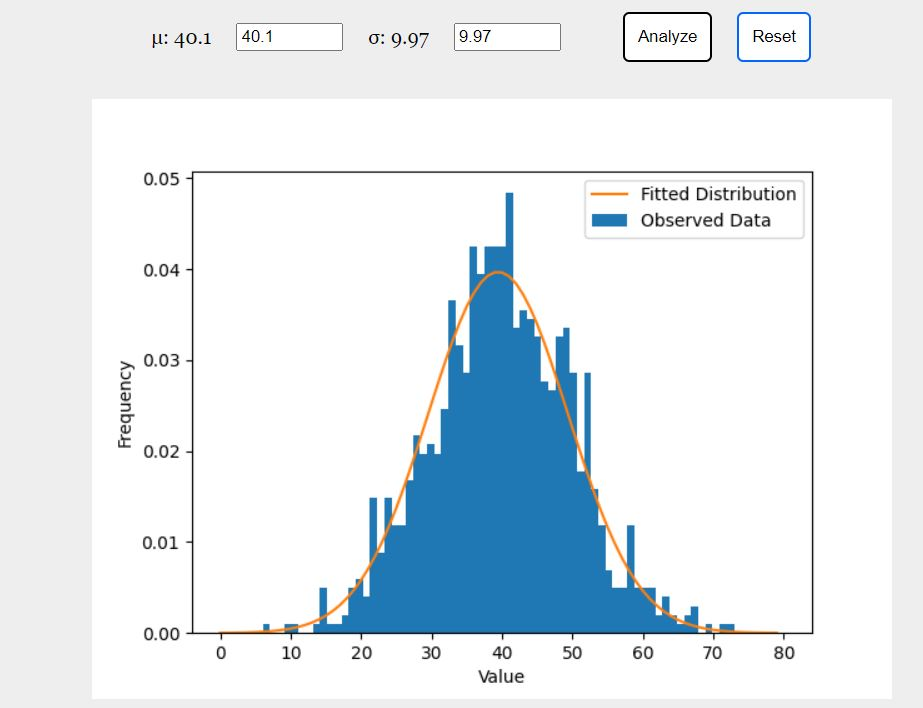 μ: 40.1 40.1 σ: 9.97 9.97 Analyze Reset
Fitted Distribution
Observed Data
0.05
0.04
0.03
0.02
0.01
0.00
Frequency
0 10 20 30 40 50 60 70 80
Value